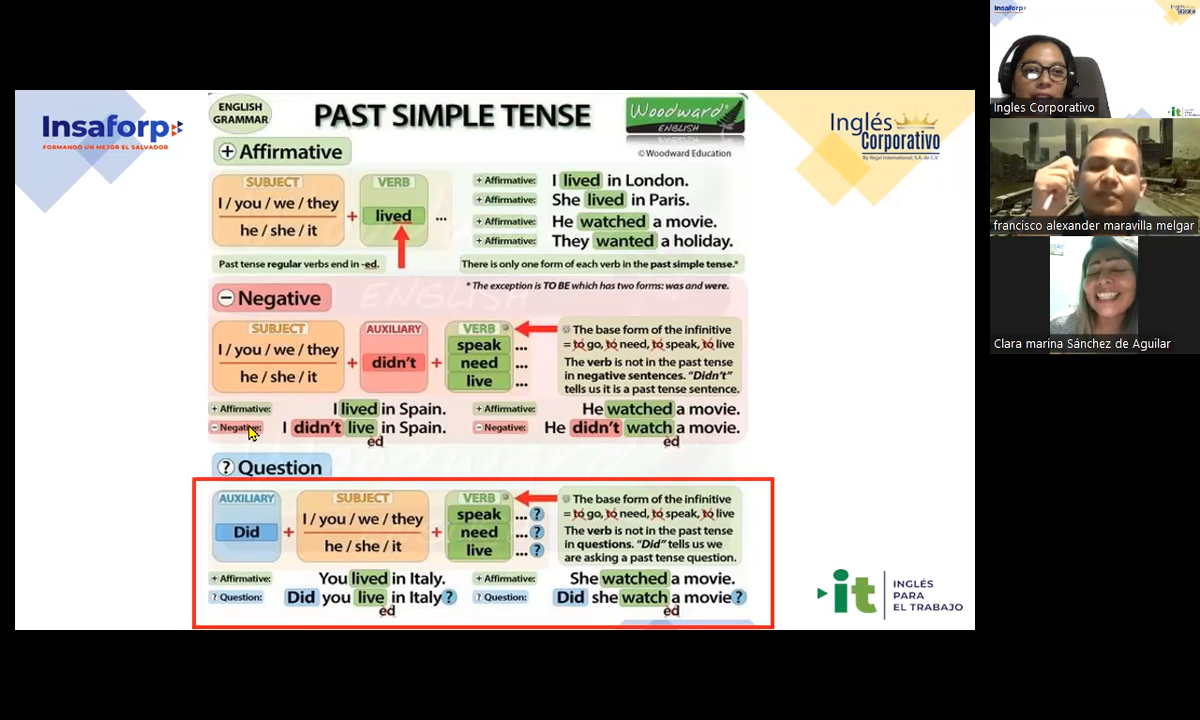 Insaforp
FORMANDO UN MEJOR EL SALVADOR
ENGLISH
GRAMMAR
PAST SIMPLE TENSE
Woodward®
ENGLISH
© Woodward Education
Inglés
Corporativo
By Regal International, S.A. de C.V.
+ Affirmative
SUBJECT
I / you / we / they
he / she / it
+
VERB
lived
...
+ Affirmative: I lived in London.
+ Affirmative: She lived in Paris.
+ Affirmative: He watched a movie.
+ Affirmative: They wanted a holiday.
Past tense regular verbs end in -ed.
There is only one form of each verb in the past simple tense.*
* The exception is TO BE which has two forms: was and were.
− Negative
SUBJECT
I / you / we / they
he / she / it
+
AUXILIARY
didn't
+
VERB
speak ...
need ...
live ...
The base form of the infinitive
= to go, to need, to speak, to live
The verb is not in the past tense
in negative sentences. "Didn't"
tells us it is a past tense sentence.
+ Affirmative: I lived in Spain.
− Negative: I didn't live in Spain.
ed
+ Affirmative: He watched a movie.
− Negative: He didn't watch a movie.
ed
? Question
AUXILIARY
Did
+
SUBJECT
I / you / we / they
he / she / it
+
VERB
speak ... ?
need ... ?
live ... ?
The base form of the infinitive
= to go, to need, to speak, to live
The verb is not in the past tense
in questions. "Did" tells us we
are asking a past tense question.
+ Affirmative: You lived in Italy.
? Question: Did you live in Italy?
ed
+ Affirmative: She watched a movie.
? Question: Did she watch a movie?
ed
it
INGLÉS
PARA
EL TRABAJO
Insaforp
Ingles Corporativo
it
francisco alexander maravilla melgar
Clara marina Sánchez de Aguilar